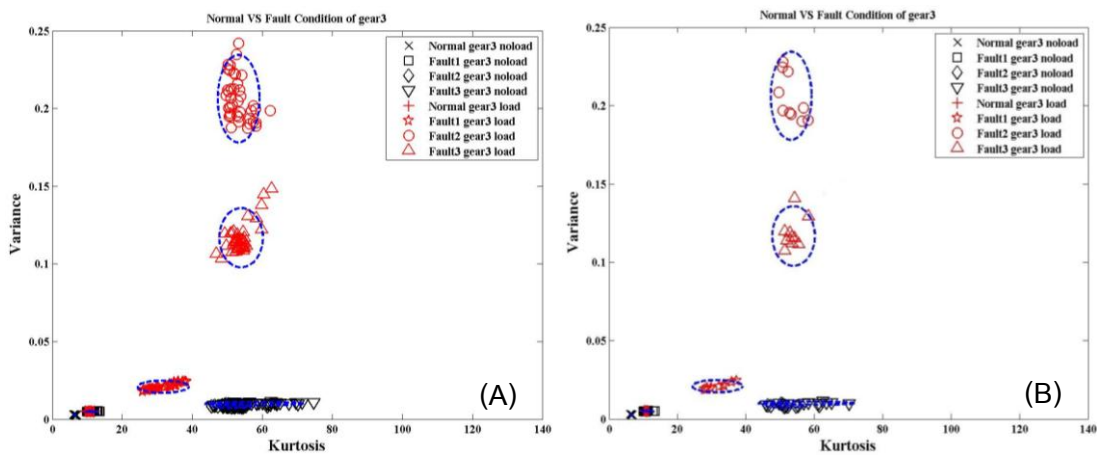 Normal VS Fault Condition of gear3
Normal gear3 noload
Fault1 gear3 noload
Fault2 gear3 noload
Fault3 gear3 noload
Normal gear3 load
Fault1 gear3 load
Fault2 gear3 load
Fault3 gear3 load
0.25
0.2
0.15
0.1
0.05
0
Variance
0 20 40 60 80 100 120 140
Kurtosis
(A)
Normal VS Fault Condition of gear3
Normal gear3 noload
Fault1 gear3 noload
Fault2 gear3 noload
Fault3 gear3 noload
Normal gear3 load
Fault1 gear3 load
Fault2 gear3 load
Fault3 gear3 load
0.25
0.2
0.15
0.1
0.05
0
Variance
0 20 40 60 80 100 120 140
Kurtosis
(B)